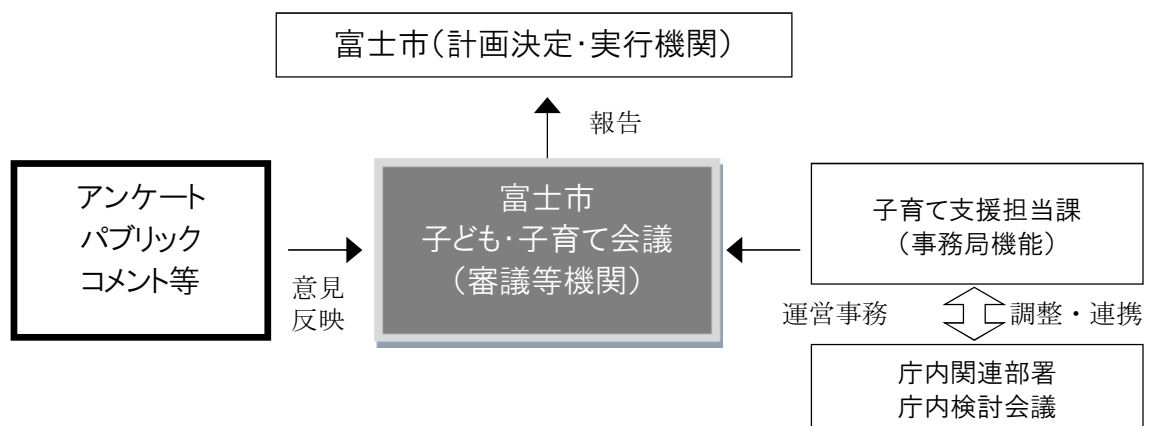 富士市(計画決定・実行機関)
報告
アンケート
パブリック
コメント等
意見
反映
富士市
子ども・子育て会議
(審議等機関)
子育て支援担当課
(事務局機能)
運営事務
調整・連携
庁内関連部署
庁内検討会議